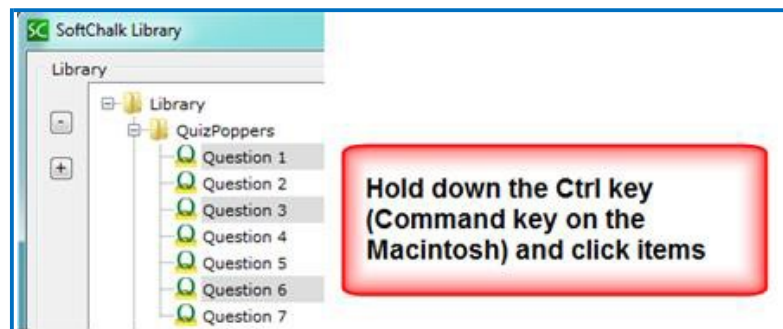 SC SoftChalk Library
Library
-
+
Library
QuizPoppers
Question 1
Question 2
Question 3
Question 4
Question 5
Question 6
Question 7
Hold down the Ctrl key
(Command key on the
Macintosh) and click items